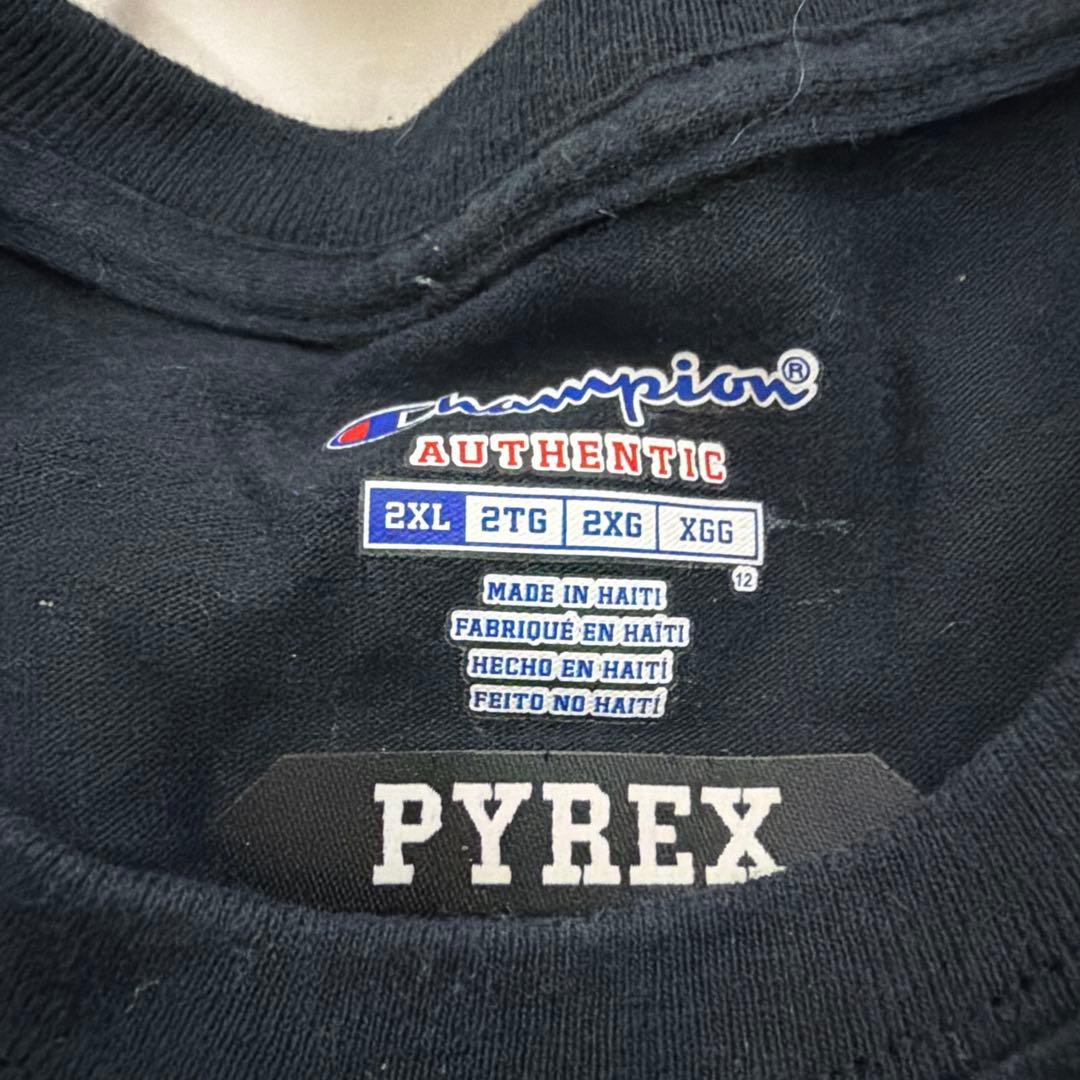 Champion®
AUTHENTIC
2XL 2TG 2XG XGG
12
MADE IN HAITI
FABRIQUÉ EN HAÏTI
HECHO EN HAITÍ
FEITO NO HAITÍ
PYREX